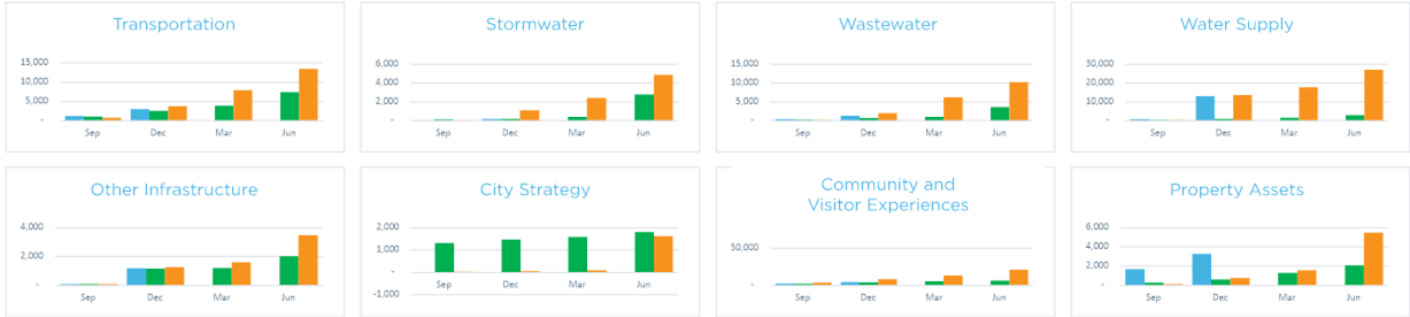 Transportation
15,000
10,000
5,000
-
Sep Dec Mar Jun
Stormwater
6,000
4,000
2,000
-
Sep Dec Mar Jun
Wastewater
15,000
10,000
5,000
-
Sep Dec Mar Jun
Water Supply
30,000
20,000
10,000
-
Sep Dec Mar Jun
Other Infrastructure
4,000
2,000
-
Sep Dec Mar Jun
City Strategy
2,000
1,000
-
-1,000
Sep Dec Mar Jun
Community and
Visitor Experiences
50,000
-
Sep Dec Mar Jun
Property Assets
6,000
4,000
2,000
-
Sep Dec Mar Jun